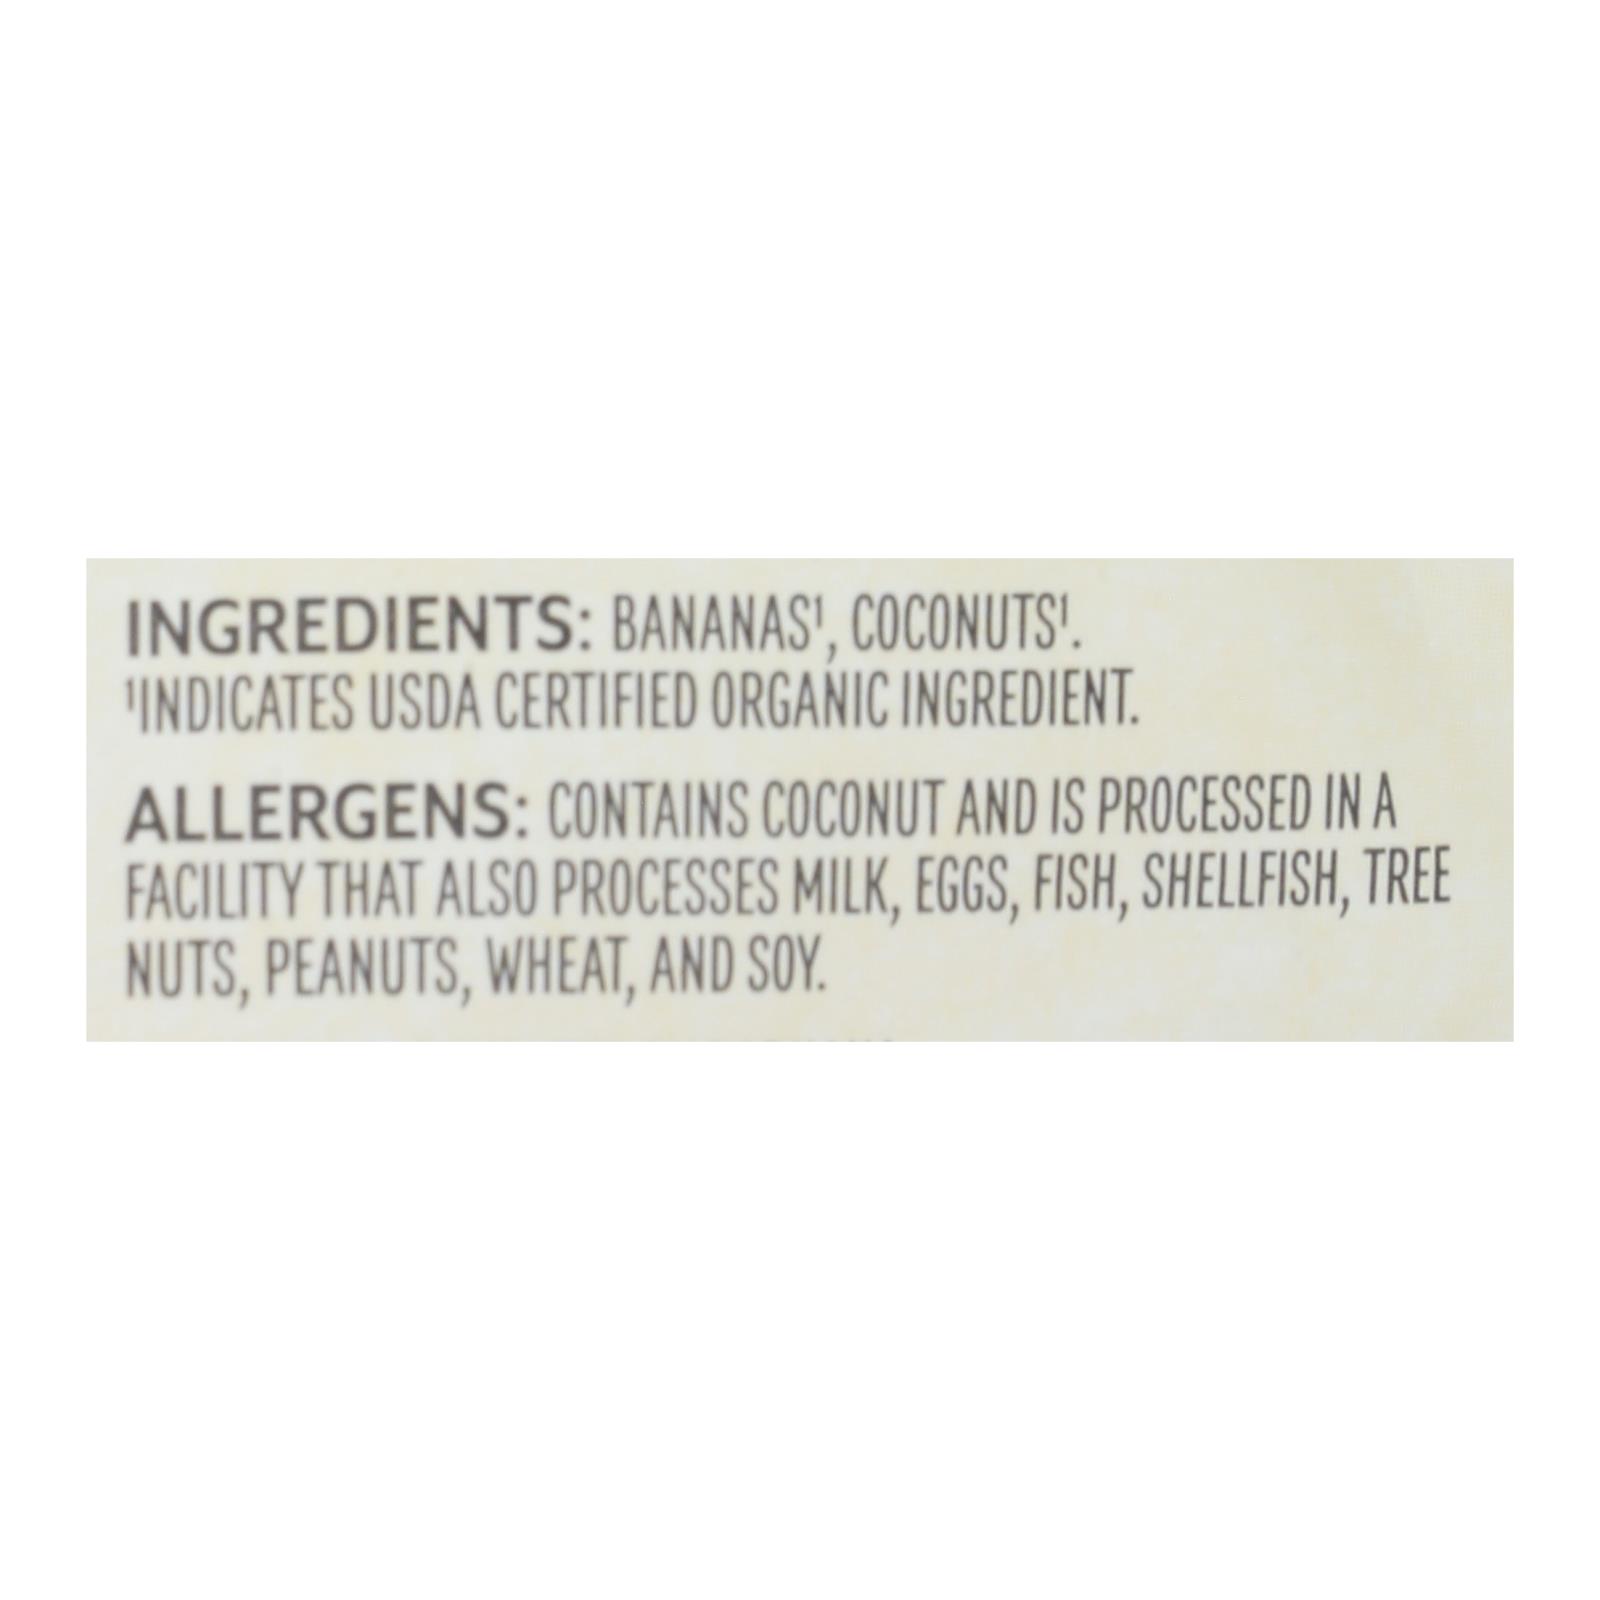 INGREDIENTS: BANANAS¹, COCONUTS¹.
¹INDICATES USDA CERTIFIED ORGANIC INGREDIENT.
ALLERGENS: CONTAINS COCONUT AND IS PROCESSED IN A
FACILITY THAT ALSO PROCESSES MILK, EGGS, FISH, SHELLFISH, TREE
NUTS, PEANUTS, WHEAT, AND SOY.